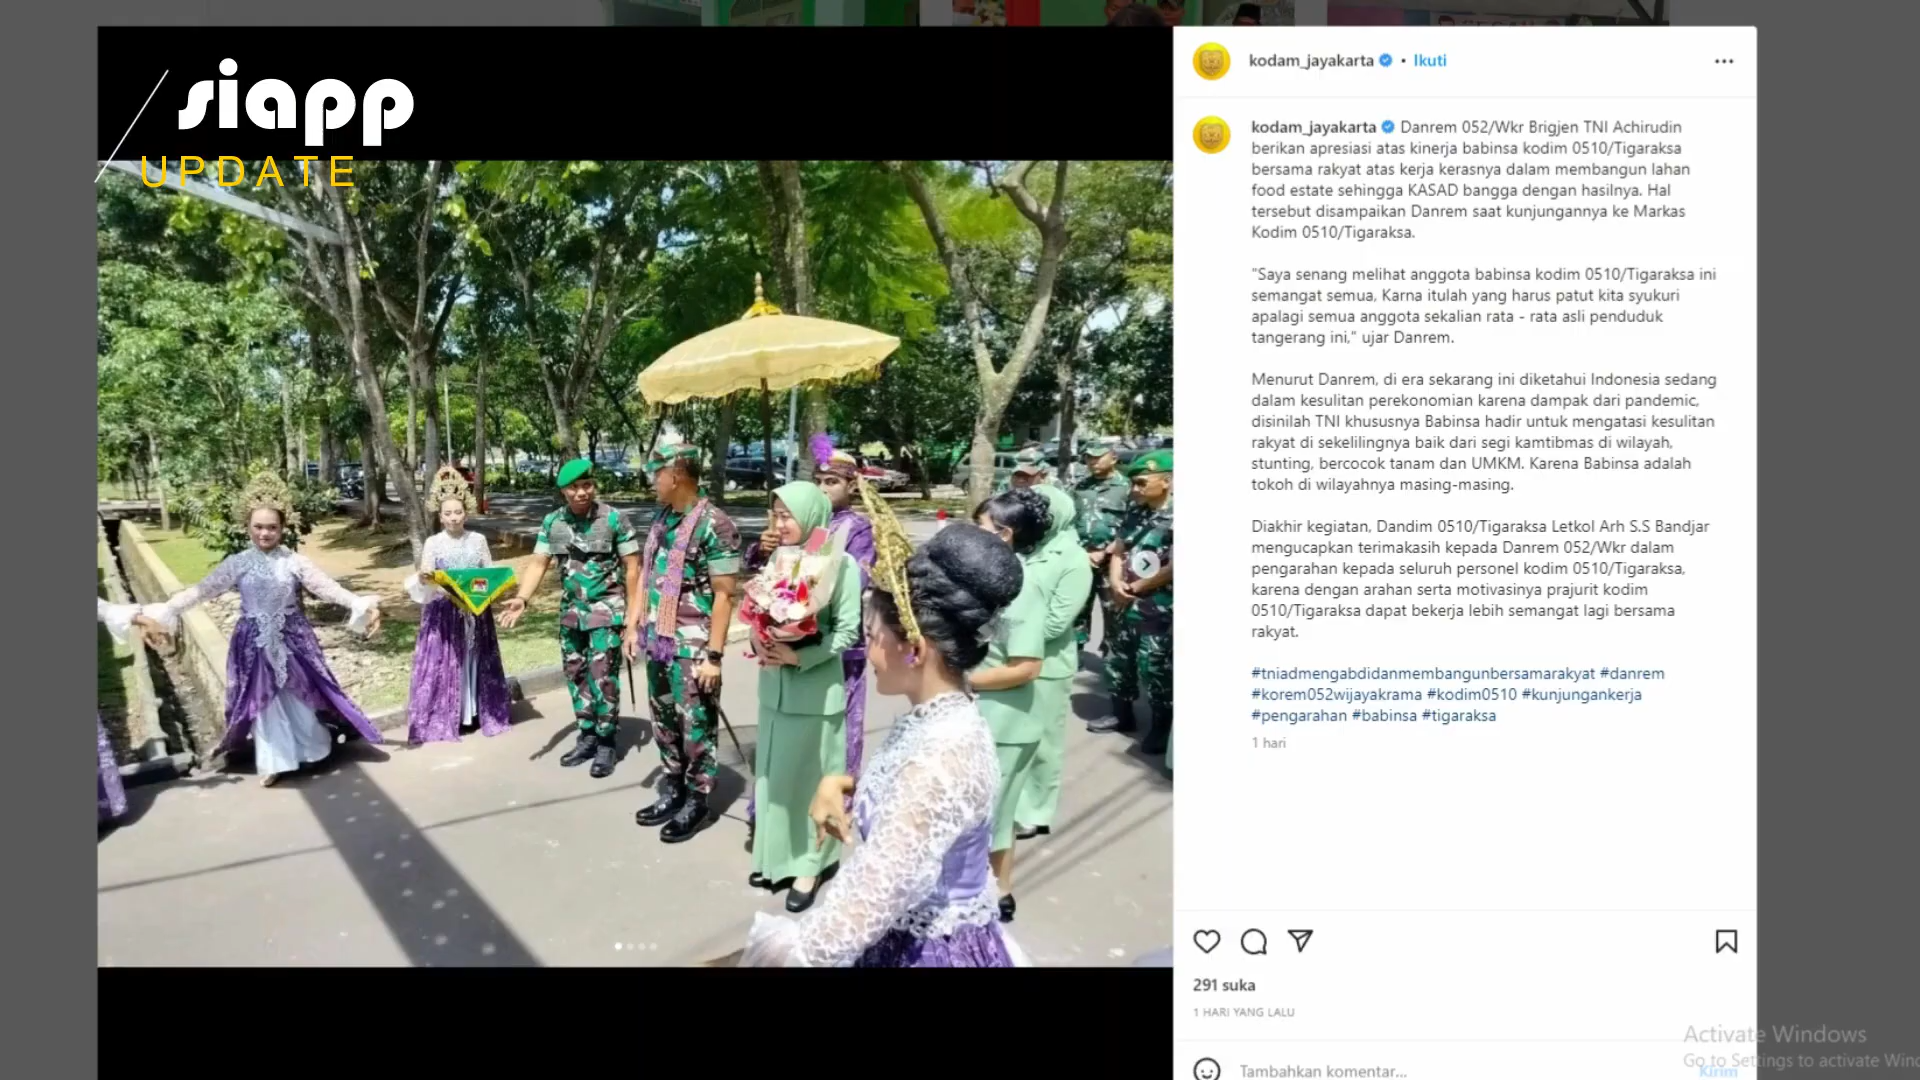 siapp
UPDATE
kodam_jayakarta • Ikuti
kodam_jayakarta Danrem 052/Wkr Brigjen TNI Achirudin
berikan apresiasi atas kinerja babinsa kodim 0510/Tigaraksa
bersama rakyat atas kerja kerasnya dalam membangun lahan
food estate sehingga KASAD bangga dengan hasilnya. Hal
tersebut disampaikan Danrem saat kunjungannya ke Markas
Kodim 0510/Tigaraksa.
"Saya senang melihat anggota babinsa kodim 0510/Tigaraksa ini
semangat semua, Karna itulah yang harus patut kita syukuri
apalagi semua anggota sekalian rata - rata asli penduduk
tangerang ini," ujar Danrem.
Menurut Danrem, di era sekarang ini diketahui Indonesia sedang
dalam kesulitan perekonomian karena dampak dari pandemic,
disinilah TNI khususnya Babinsa hadir untuk mengatasi kesulitan
rakyat di sekelilingnya baik dari segi kamtibmas di wilayah,
stunting, bercocok tanam dan UMKM. Karena Babinsa adalah
tokoh di wilayahnya masing-masing.
Diakhir kegiatan, Dandim 0510/Tigaraksa Letkol Arh S.S Bandjar
mengucapkan terimakasih kepada Danrem 052/Wkr dalam
pengarahan kepada seluruh personel kodim 0510/Tigaraksa,
karena dengan arahan serta motivasinya prajurit kodim
0510/Tigaraksa dapat bekerja lebih semangat lagi bersama
rakyat.
#tniadmengabdidanmembangunbersamarakyat #danrem
#korem052wijayakrama #kodim0510 #kunjungankerja
#pengarahan #babinsa #tigaraksa
1 hari
291 suka
1 HARI YANG LALU
Tambahkan komentar...
Kirim
Activate Windows
Go to Settings to activate Win